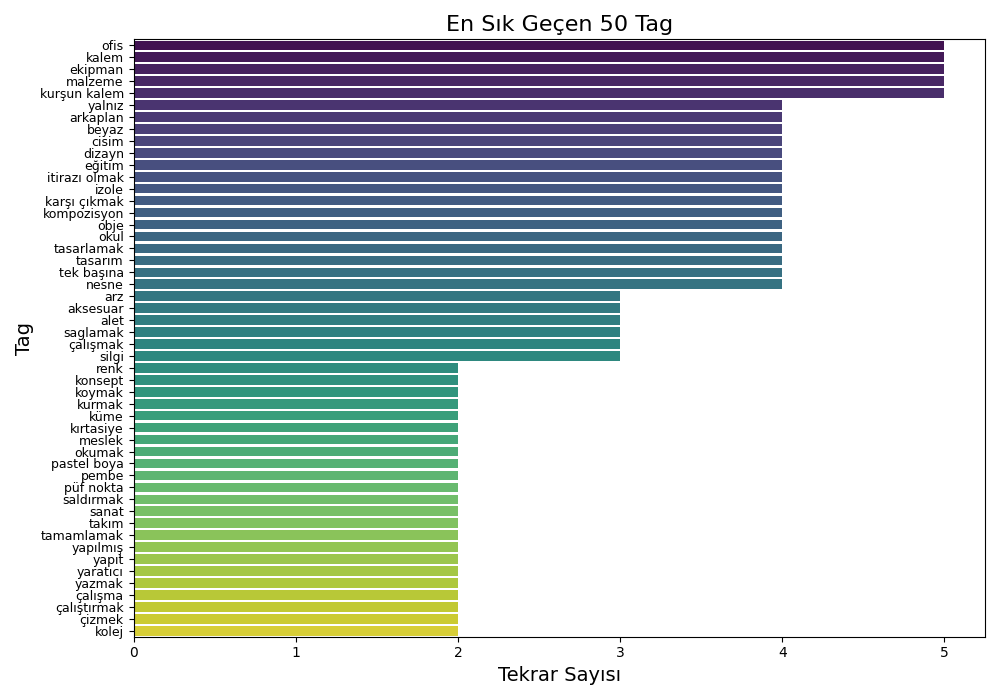 En Sık Geçen 50 Tag
ofis
kalem
ekipman
malzeme
kurşun kalem
yalnız
arkaplan
beyaz
cisim
dizayn
eğitim
itirazı olmak
izole
karşı çıkmak
kompozisyon
obje
okul
tasarlamak
tasarım
tek başına
nesne
arz
aksesuar
alet
saglamak
çalışmak
silgi
renk
konsept
koymak
kurmak
küme
kırtasiye
meslek
okumak
pastel boya
pembe
püf nokta
saldırmak
sanat
takım
tamamlamak
yapılmış
yapıt
yaratıcı
yazmak
çalışma
çalıştırmak
çizmek
kolej
Tag
0 1 2 3 4 5
Tekrar Sayısı